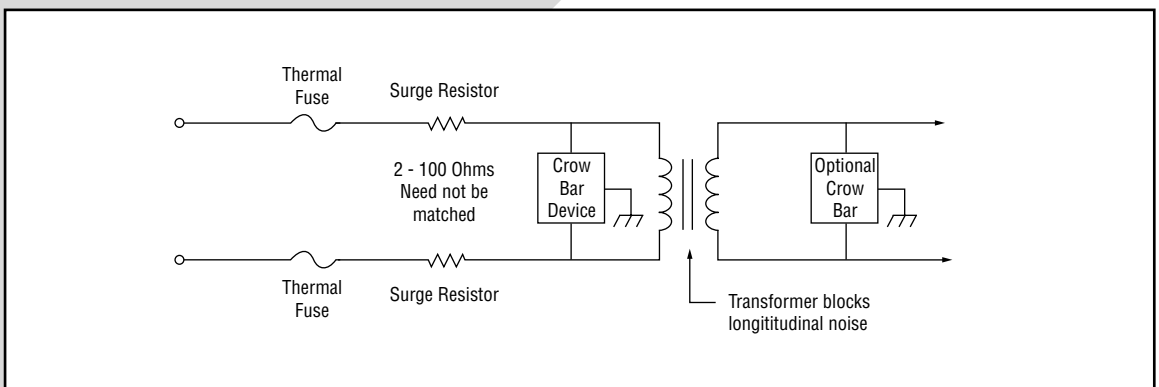 Thermal
Fuse
Surge Resistor
2 - 100 Ohms
Need not be
matched
Crow
Bar
Device
Optional
Crow
Bar
Thermal
Fuse
Surge Resistor
Transformer blocks
longititudinal noise